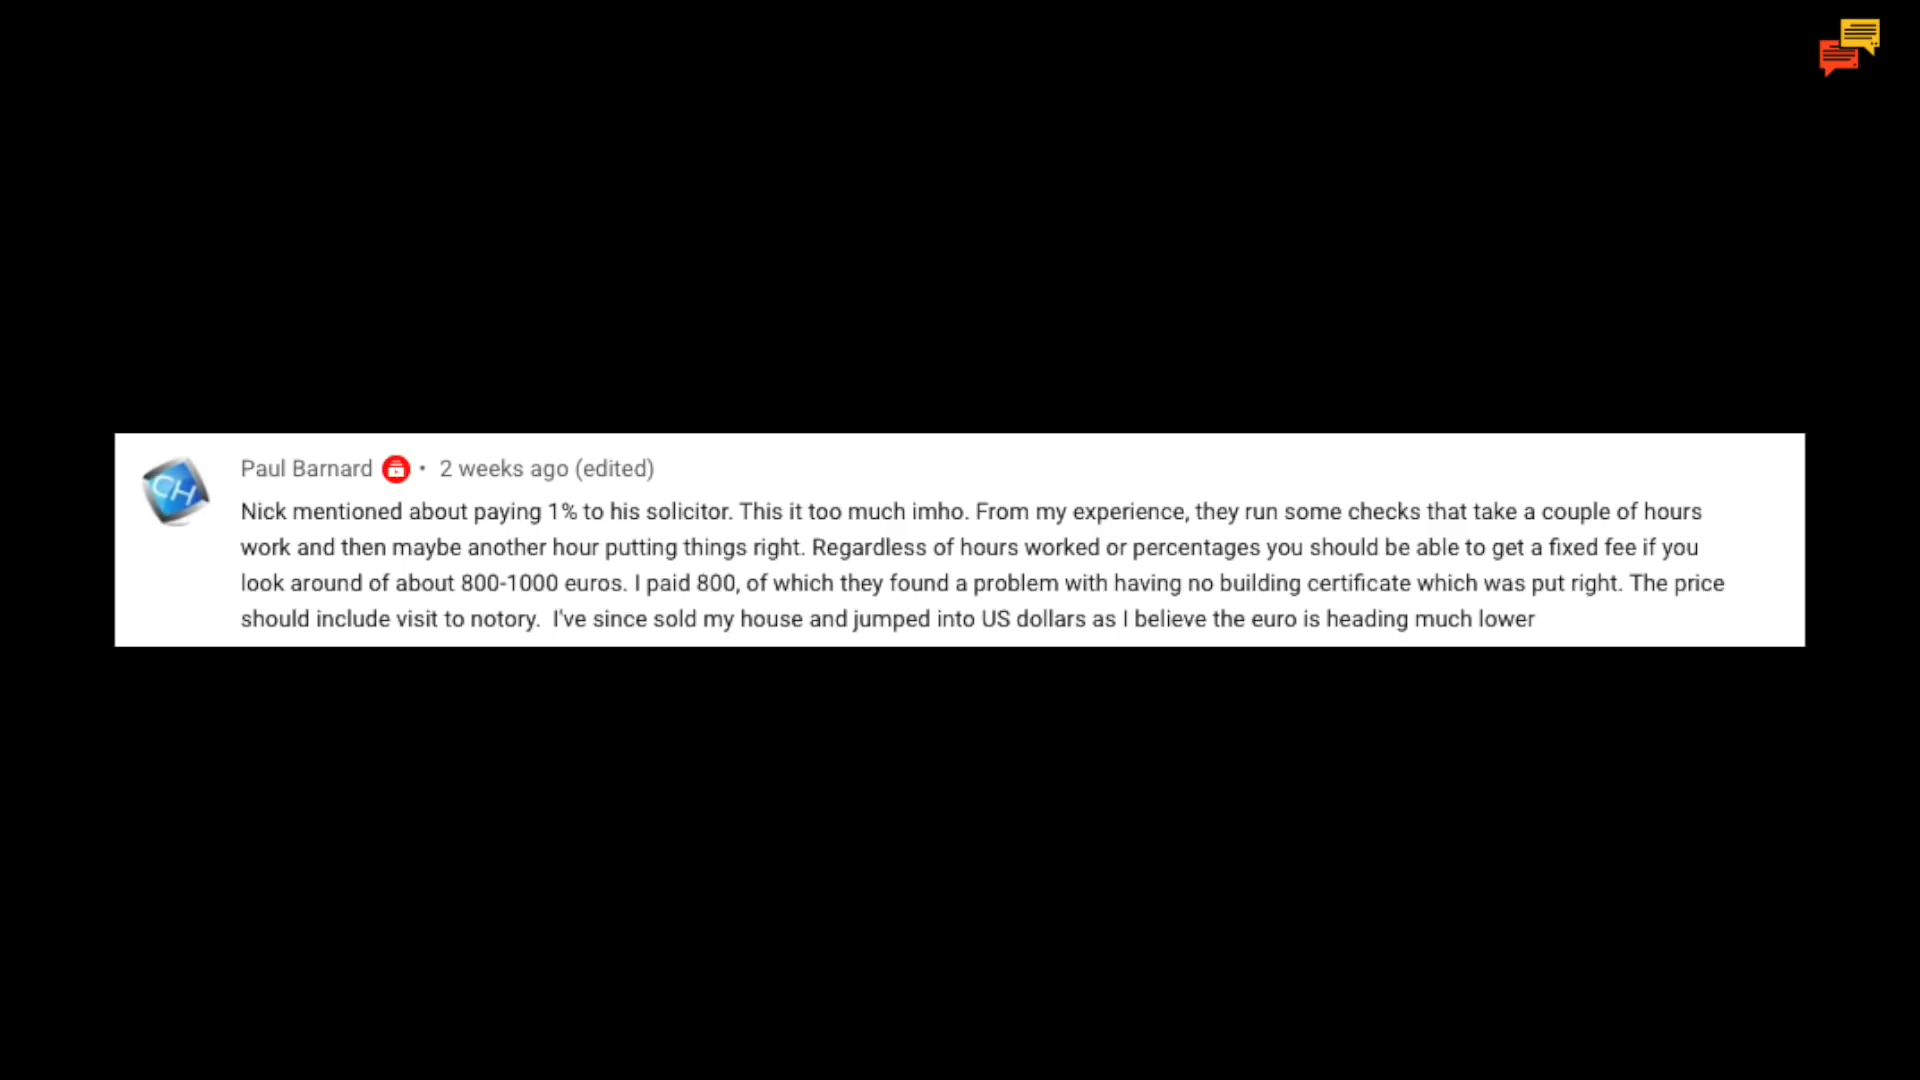 Paul Barnard • 2 weeks ago (edited)
Nick mentioned about paying 1% to his solicitor. This it too much imho. From my experience, they run some checks that take a couple of hours
work and then maybe another hour putting things right. Regardless of hours worked or percentages you should be able to get a fixed fee if you
look around of about 800-1000 euros. I paid 800, of which they found a problem with having no building certificate which was put right. The price
should include visit to notory.  I've since sold my house and jumped into US dollars as I believe the euro is heading much lower
CH